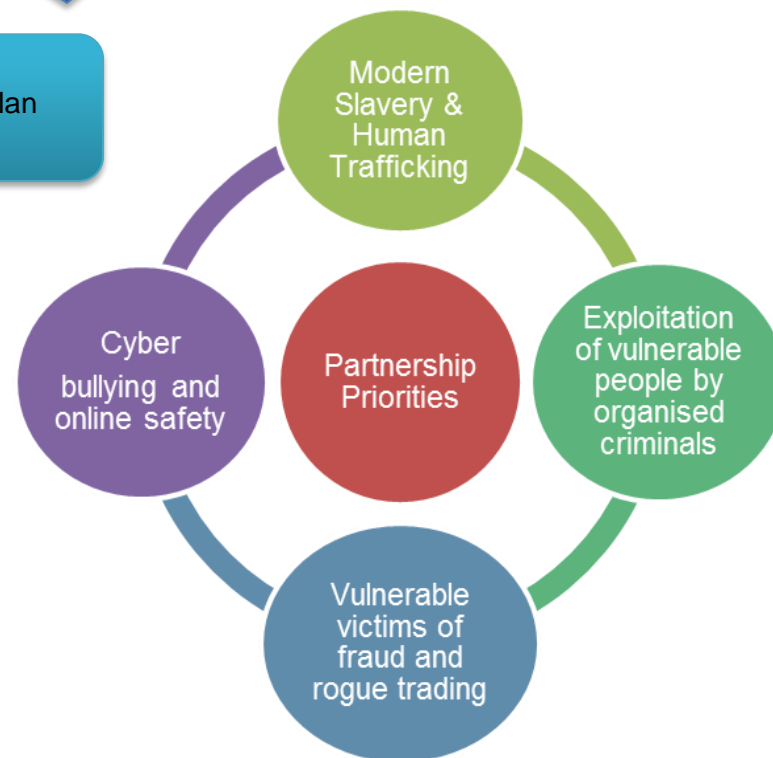 Modern
Slavery &
Human
Trafficking
Cyber
bullying and
online safety
Partnership
Priorities
Exploitation
of vulnerable
people by
organised
criminals
Vulnerable
victims of
fraud and
rogue trading